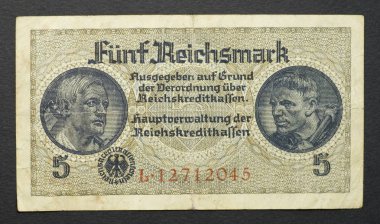 Fünf Reichsmark
Ausgegeben auf Grund
der Verordnung über
Reichskreditkassen.
Hauptverwaltung der
Reichskreditkassen
5
5
L·12712045